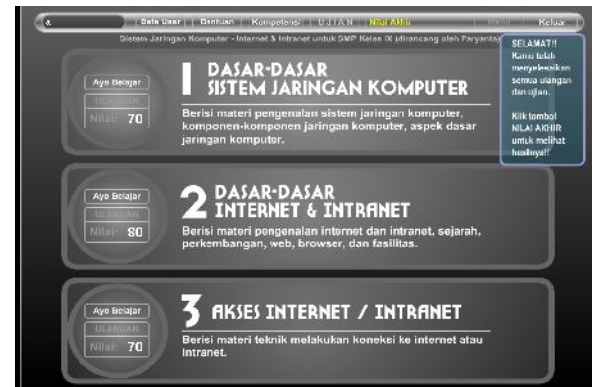 Data User | Bantuan | Kompetensi | U J I A N | Nilai Akhir | Menu | Keluar
Sistem Jaringan Komputer - Internet & Intranet untuk SMP Kelas IX (dirancang oleh Paryanta)
SELAMAT!!
Kamu telah
menyelesaikan
semua ulangan
dan ujian.
Klik tombol
NILAI AKHIR
untuk melihat
hasilnya!!
Ayo Belajar
ULANGAN
Nilai: 70
1 DASAR-DASAR
SISTEM JARINGAN KOMPUTER
Berisi materi pengenalan sistem jaringan komputer,
komponen-komponen jaringan komputer, aspek dasar
jaringan komputer.
Ayo Belajar
ULANGAN
Nilai: 80
2 DASAR-DASAR
INTERNET & INTRANET
Berisi materi pengenalan internet dan intranet, sejarah,
perkembangan, web, browser, dan fasilitas.
Ayo Belajar
ULANGAN
Nilai: 70
3 AKSES INTERNET / INTRANET
Berisi materi teknik melakukan koneksi ke internet atau
Intranet.